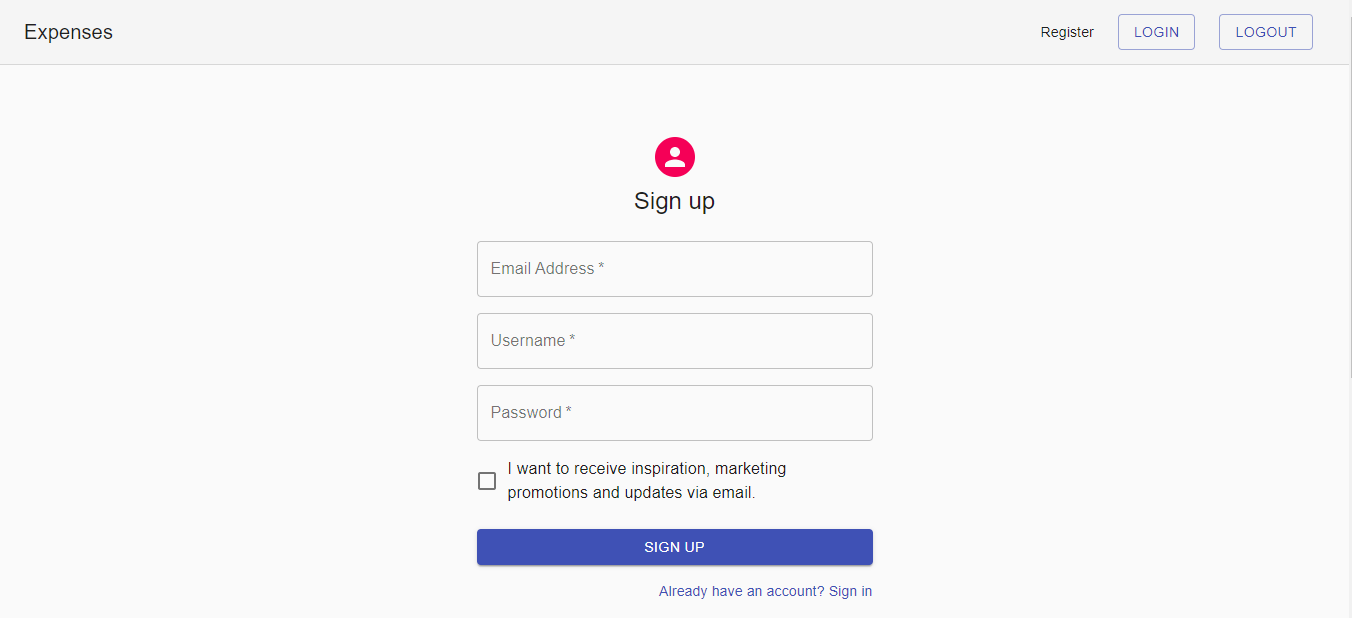 Expenses
Register
LOGIN
LOGOUT
Sign up
Email Address *
Username *
Password *
I want to receive inspiration, marketing
promotions and updates via email.
SIGN UP
Already have an account? Sign in